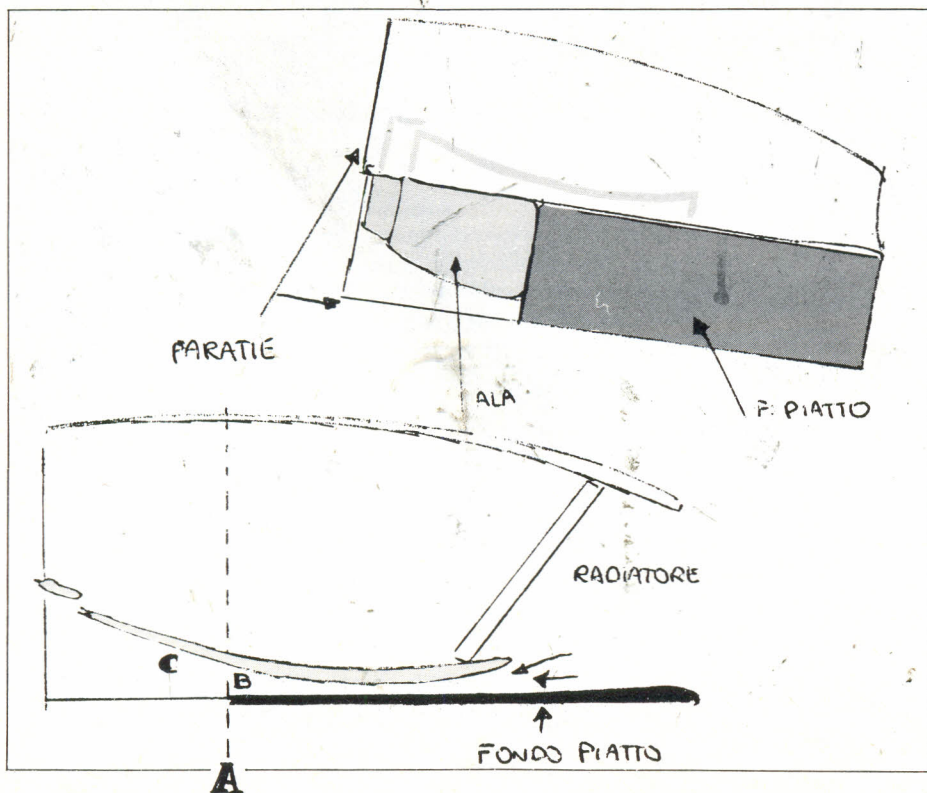 PARATIE
ALA
F. PIATTO
RADIATORE
C
B
FONDO PIATTO
A